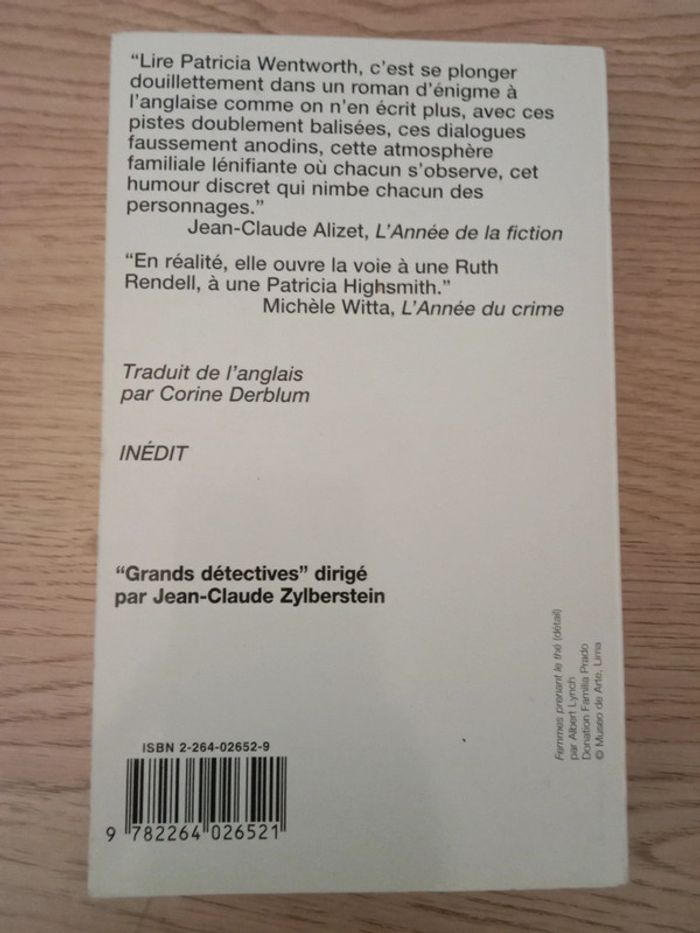 “Lire Patricia Wentworth, c’est se plonger
douillettement dans un roman d’énigme à
l’anglaise comme on n’en écrit plus, avec ces
pistes doublement balisées, ces dialogues
faussement anodins, cette atmosphère
familiale lénifiante où chacun s’observe, cet
humour discret qui nimbe chacun des
personnages.”
Jean-Claude Alizet, L’Année de la fiction
“En réalité, elle ouvre la voie à une Ruth
Rendell, à une Patricia Highsmith.”
Michèle Witta, L’Année du crime
Traduit de l’anglais
par Corine Derblum
INÉDIT
“Grands détectives” dirigé
par Jean-Claude Zylberstein
Femmes prenant le thé (détail)
par Albert Lynch
Donation Familia Prado
© Museo de Arte, Lima
ISBN 2-264-02652-9
9 782264 026521